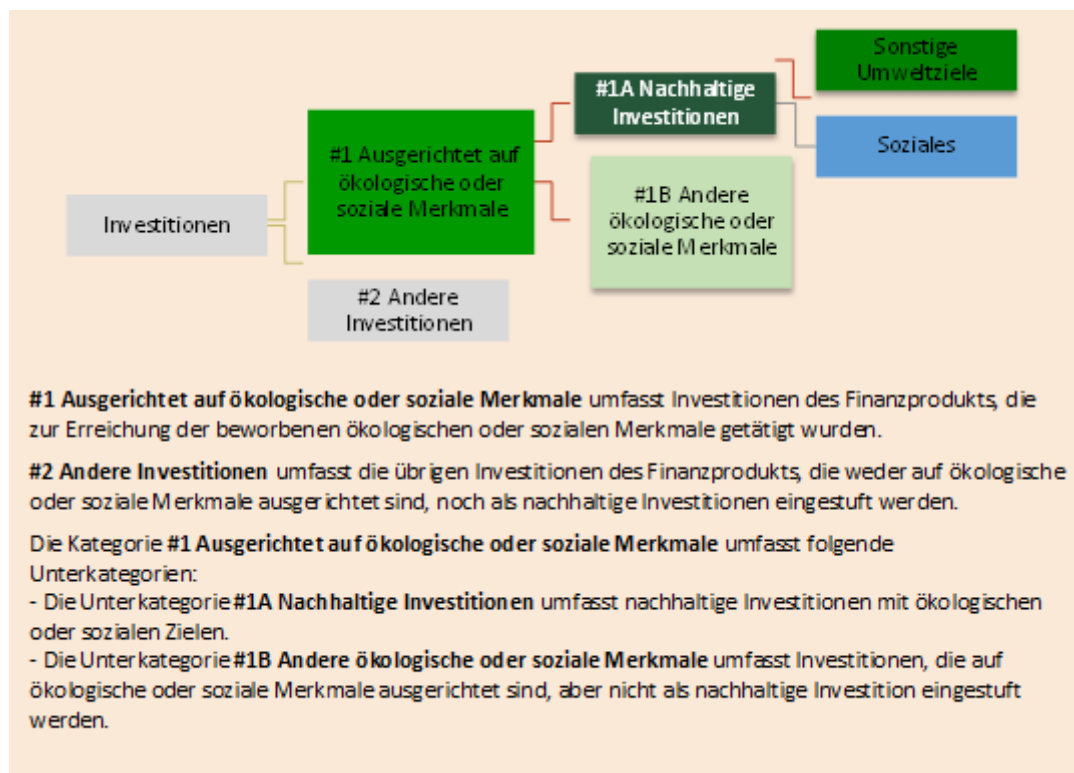 Sonstige
Umweltziele
#1A Nachhaltige
Investitionen
Soziales
#1 Ausgerichtet auf
ökologische oder
soziale Merkmale
#1B Andere
ökologische oder
soziale Merkmale
Investitionen
#2 Andere
Investitionen
#1 Ausgerichtet auf ökologische oder soziale Merkmale umfasst Investitionen des Finanzprodukts, die
zur Erreichung der beworbenen ökologischen oder sozialen Merkmale getätigt wurden.
#2 Andere Investitionen umfasst die übrigen Investitionen des Finanzprodukts, die weder auf ökologische
oder soziale Merkmale ausgerichtet sind, noch als nachhaltige Investitionen eingestuft werden.
Die Kategorie #1 Ausgerichtet auf ökologische oder soziale Merkmale umfasst folgende
Unterkategorien:
- Die Unterkategorie #1A Nachhaltige Investitionen umfasst nachhaltige Investitionen mit ökologischen
oder sozialen Zielen.
- Die Unterkategorie #1B Andere ökologische oder soziale Merkmale umfasst Investitionen, die auf
ökologische oder soziale Merkmale ausgerichtet sind, aber nicht als nachhaltige Investition eingestuft
werden.